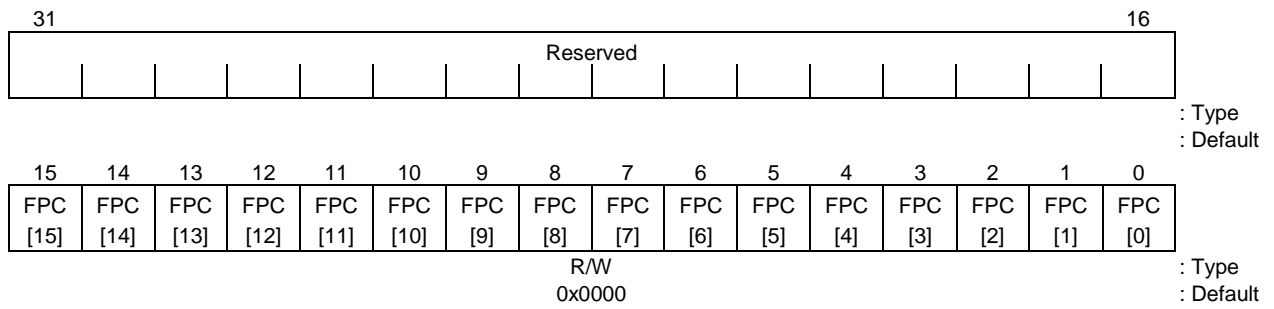 31 16
Reserved
: Type
: Default
15 14 13 12 11 10 9 8 7 6 5 4 3 2 1 0
FPC FPC FPC FPC FPC FPC FPC FPC FPC FPC FPC FPC FPC FPC FPC FPC
[15] [14] [13] [12] [11] [10] [9] [8] [7] [6] [5] [4] [3] [2] [1] [0]
R/W : Type
0x0000 : Default